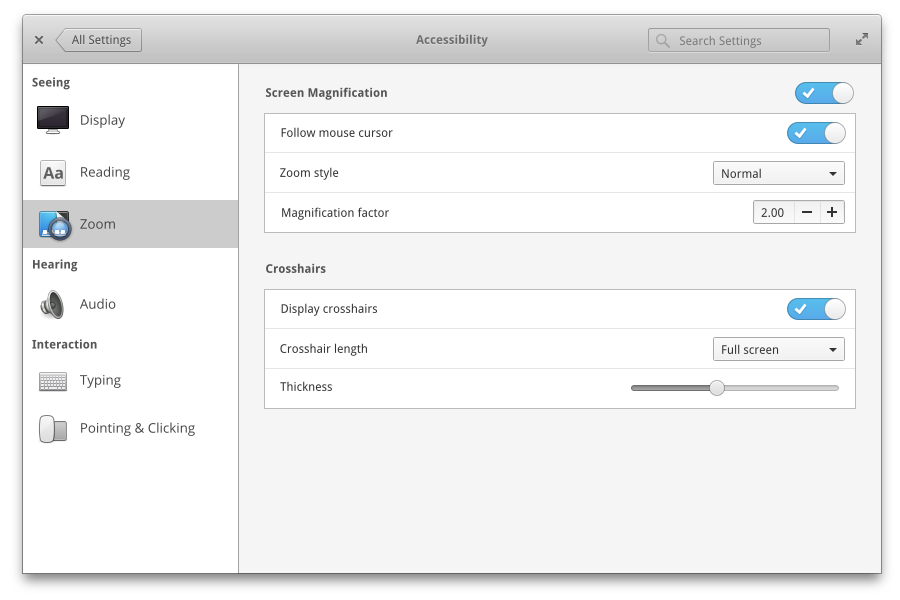 All Settings
Accessibility
Search Settings
Seeing
Display
Aa
Reading
Zoom
Hearing
Audio
Interaction
Typing
Pointing & Clicking
Screen Magnification
Follow mouse cursor
Zoom style
Normal
Magnification factor
2.00
Crosshairs
Display crosshairs
Crosshair length
Full screen
Thickness